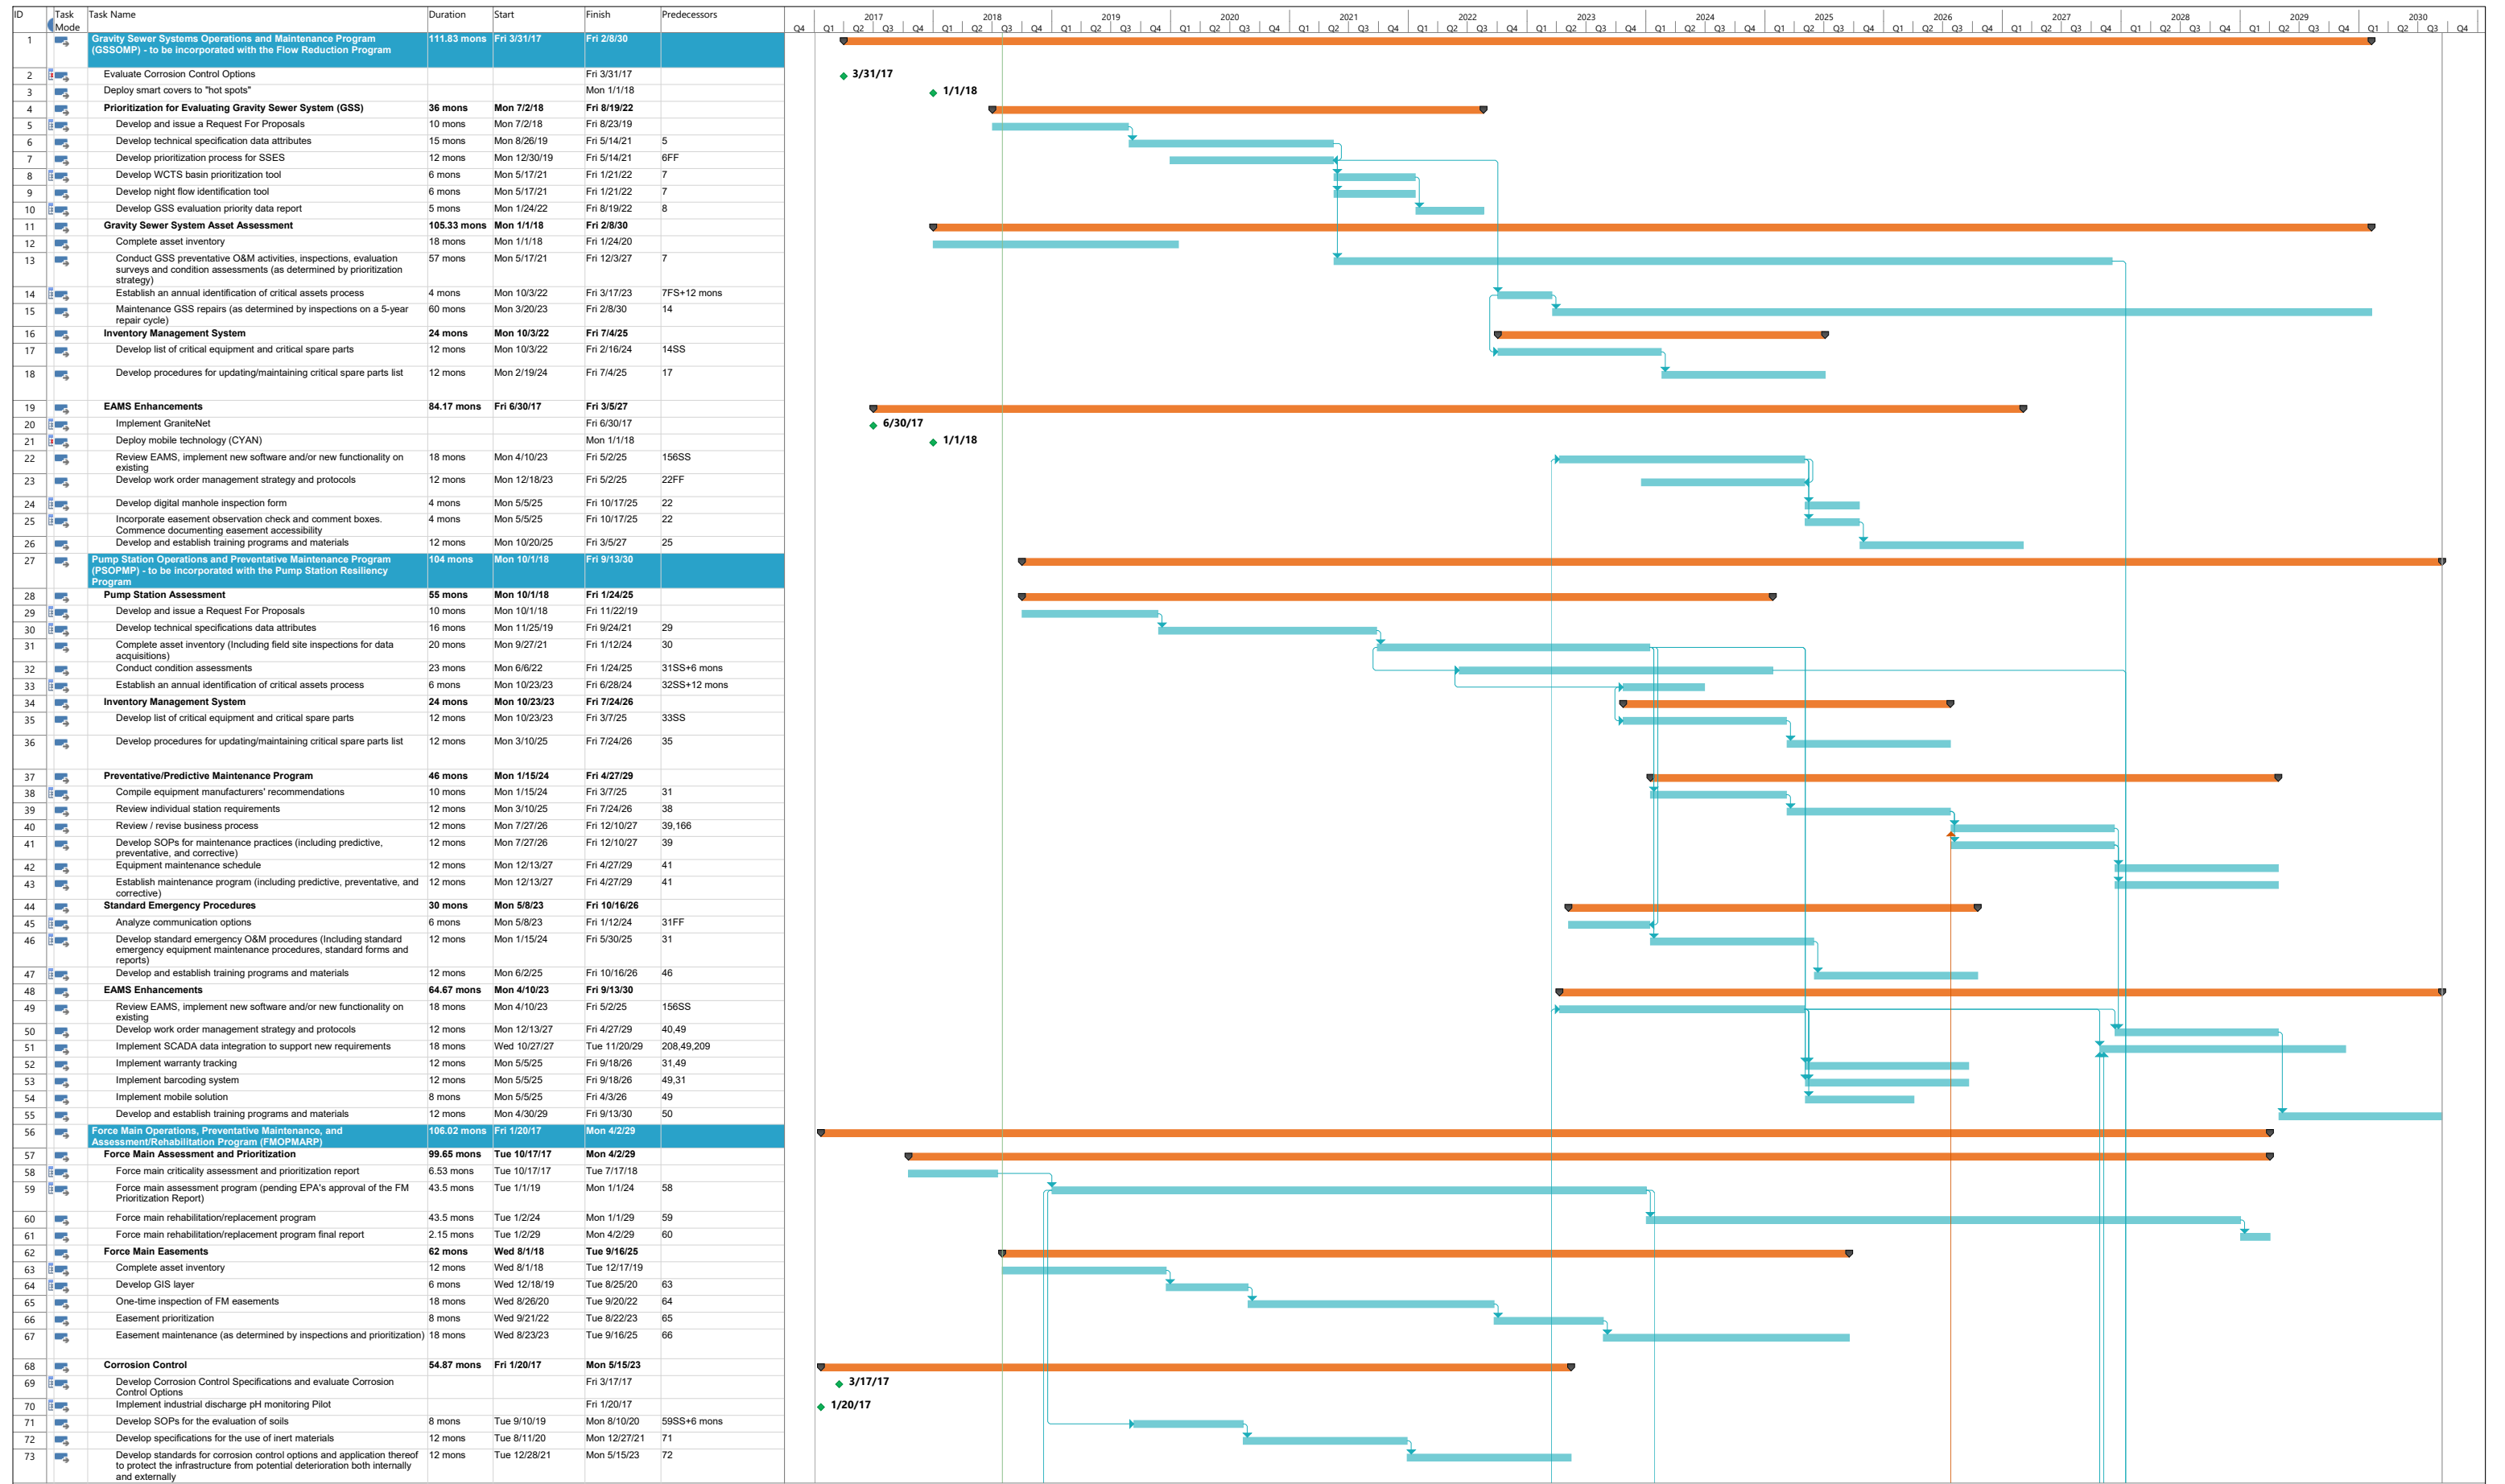 ID Task Mode Task Name Duration Start Finish Predecessors
2017 2018 2019 2020 2021 2022 2023 2024 2025 2026 2027 2028 2029 2030
Q4 Q1 Q2 Q3 Q4 Q1 Q2 Q3 Q4 Q1 Q2 Q3 Q4 Q1 Q2 Q3 Q4 Q1 Q2 Q3 Q4 Q1 Q2 Q3 Q4 Q1 Q2 Q3 Q4 Q1 Q2 Q3 Q4 Q1 Q2 Q3 Q4 Q1 Q2 Q3 Q4 Q1 Q2 Q3 Q4 Q1 Q2 Q3 Q4 Q1 Q2 Q3 Q4 Q1 Q2 Q3 Q4
1 Gravity Sewer Systems Operations and Maintenance Program 111.83 mons Fri 3/31/17 Fri 2/8/30
(GSSOMP) - to be incorporated with the Flow Reduction Program
2 Evaluate Corrosion Control Options Fri 3/31/17 3/31/17
3 Deploy smart covers to "hot spots" Mon 1/1/18 1/1/18
4 Prioritization for Evaluating Gravity Sewer System (GSS) 36 mons Mon 7/2/18 Fri 8/19/22
5 Develop and issue a Request For Proposals 10 mons Mon 7/2/18 Fri 8/23/19
6 Develop technical specification data attributes 15 mons Mon 8/26/19 Fri 5/14/21 5
7 Develop prioritization process for SSES 12 mons Mon 12/30/19 Fri 5/14/21 6FF
8 Develop WCTS basin prioritization tool 6 mons Mon 5/17/21 Fri 1/21/22 7
9 Develop night flow identification tool 6 mons Mon 5/17/21 Fri 1/21/22 7
10 Develop GSS evaluation priority data report 5 mons Mon 1/24/22 Fri 8/19/22 8
11 Gravity Sewer System Asset Assessment 105.33 mons Mon 1/1/18 Fri 2/8/30
12 Complete asset inventory 18 mons Mon 1/1/18 Fri 1/24/20
13 Conduct GSS preventative O&M activities, inspections, evaluation 57 mons Mon 5/17/21 Fri 12/3/27 7
surveys and condition assessments (as determined by prioritization
strategy)
14 Establish an annual identification of critical assets process 4 mons Mon 10/3/22 Fri 3/17/23 7FS+12 mons
15 Maintenance GSS repairs (as determined by inspections on a 5-year 60 mons Mon 3/20/23 Fri 2/8/30 14
repair cycle)
16 Inventory Management System 24 mons Mon 10/3/22 Fri 7/4/25
17 Develop list of critical equipment and critical spare parts 12 mons Mon 10/3/22 Fri 2/16/24 14SS
18 Develop procedures for updating/maintaining critical spare parts list 12 mons Mon 2/19/24 Fri 7/4/25 17
19 EAMS Enhancements 84.17 mons Fri 6/30/17 Fri 3/5/27
20 Implement GraniteNet Fri 6/30/17 6/30/17
21 Deploy mobile technology (CYAN) Mon 1/1/18 1/1/18
22 Review EAMS, implement new software and/or new functionality on 18 mons Mon 4/10/23 Fri 5/2/25 156SS
existing
23 Develop work order management strategy and protocols 12 mons Mon 12/18/23 Fri 5/2/25 22FF
24 Develop digital manhole inspection form 4 mons Mon 5/5/25 Fri 10/17/25 22
25 Incorporate easement observation check and comment boxes. 4 mons Mon 5/5/25 Fri 10/17/25 22
Commence documenting easement accessibility
26 Develop and establish training programs and materials 12 mons Mon 10/20/25 Fri 3/5/27 25
27 Pump Station Operations and Preventative Maintenance Program 104 mons Mon 10/1/18 Fri 9/13/30
(PSOPMP) - to be incorporated with the Pump Station Resiliency
Program
28 Pump Station Assessment 55 mons Mon 10/1/18 Fri 1/24/25
29 Develop and issue a Request For Proposals 10 mons Mon 10/1/18 Fri 11/22/19
30 Develop technical specifications data attributes 16 mons Mon 11/25/19 Fri 9/24/21 29
31 Complete asset inventory (Including field site inspections for data 20 mons Mon 9/27/21 Fri 1/12/24 30
acquisitions)
32 Conduct condition assessments 23 mons Mon 6/6/22 Fri 1/24/25 31SS+6 mons
33 Establish an annual identification of critical assets process 6 mons Mon 10/23/23 Fri 6/28/24 32SS+12 mons
34 Inventory Management System 24 mons Mon 10/23/23 Fri 7/24/26
35 Develop list of critical equipment and critical spare parts 12 mons Mon 10/23/23 Fri 3/7/25 33SS
36 Develop procedures for updating/maintaining critical spare parts list 12 mons Mon 3/10/25 Fri 7/24/26 35
37 Preventative/Predictive Maintenance Program 46 mons Mon 1/15/24 Fri 4/27/29
38 Compile equipment manufacturers' recommendations 10 mons Mon 1/15/24 Fri 3/7/25 31
39 Review individual station requirements 12 mons Mon 3/10/25 Fri 7/24/26 38
40 Review / revise business process 12 mons Mon 7/27/26 Fri 12/10/27 39,166
41 Develop SOPs for maintenance practices (including predictive, 12 mons Mon 7/27/26 Fri 12/10/27 39
preventative, and corrective)
42 Equipment maintenance schedule 12 mons Mon 12/13/27 Fri 4/27/29 41
43 Establish maintenance program (including predictive, preventative, and 12 mons Mon 12/13/27 Fri 4/27/29 41
corrective)
44 Standard Emergency Procedures 30 mons Mon 5/8/23 Fri 10/16/26
45 Analyze communication options 6 mons Mon 5/8/23 Fri 1/12/24 31FF
46 Develop standard emergency O&M procedures (Including standard 12 mons Mon 1/15/24 Fri 5/30/25 31
emergency equipment maintenance procedures, standard forms and
reports)
47 Develop and establish training programs and materials 12 mons Mon 6/2/25 Fri 10/16/26 46
48 EAMS Enhancements 64.67 mons Mon 4/10/23 Fri 9/13/30
49 Review EAMS, implement new software and/or new functionality on 18 mons Mon 4/10/23 Fri 5/2/25 156SS
existing
50 Develop work order management strategy and protocols 12 mons Mon 12/13/27 Fri 4/27/29 40,49
51 Implement SCADA data integration to support new requirements 18 mons Wed 10/27/27 Tue 11/20/29 208,49,209
52 Implement warranty tracking 12 mons Mon 5/5/25 Fri 9/18/26 31,49
53 Implement barcoding system 12 mons Mon 5/5/25 Fri 9/18/26 49,31
54 Implement mobile solution 8 mons Mon 5/5/25 Fri 4/3/26 49
55 Develop and establish training programs and materials 12 mons Mon 4/30/29 Fri 9/13/30 50
56 Force Main Operations, Preventative Maintenance, and 106.02 mons Fri 1/20/17 Mon 4/2/29
Assessment/Rehabilitation Program (FMOPMARP)
57 Force Main Assessment and Prioritization 99.65 mons Tue 10/17/17 Mon 4/2/29
58 Force main criticality assessment and prioritization report 6.53 mons Tue 10/17/17 Tue 7/17/18
59 Force main assessment program (pending EPA's approval of the FM 43.5 mons Tue 1/1/19 Mon 1/1/24 58
Prioritization Report)
60 Force main rehabilitation/replacement program 43.5 mons Tue 1/2/24 Mon 1/1/29 59
61 Force main rehabilitation/replacement program final report 2.15 mons Tue 1/2/29 Mon 4/2/29 60
62 Force Main Easements 62 mons Wed 8/1/18 Tue 9/16/25
63 Complete asset inventory 12 mons Wed 8/1/18 Tue 12/17/19
64 Develop GIS layer 6 mons Wed 12/18/19 Tue 8/25/20 63
65 One-time inspection of FM easements 18 mons Wed 8/26/20 Tue 9/20/22 64
66 Easement prioritization 8 mons Wed 9/21/22 Tue 8/22/23 65
67 Easement maintenance (as determined by inspections and prioritization) 18 mons Wed 8/23/23 Tue 9/16/25 66
68 Corrosion Control 54.87 mons Fri 1/20/17 Mon 5/15/23
69 Develop Corrosion Control Specifications and evaluate Corrosion Fri 3/17/17 3/17/17
Control Options
70 Implement industrial discharge pH monitoring Pilot Fri 1/20/17 1/20/17
71 Develop SOPs for the evaluation of soils 8 mons Tue 9/10/19 Mon 8/10/20 59SS+6 mons
72 Develop specifications for the use of inert materials 12 mons Tue 8/11/20 Mon 12/27/21 71
73 Develop standards for corrosion control options and application thereof 12 mons Tue 12/28/21 Mon 5/15/23 72
to protect the infrastructure from potential deterioration both internally
and externally